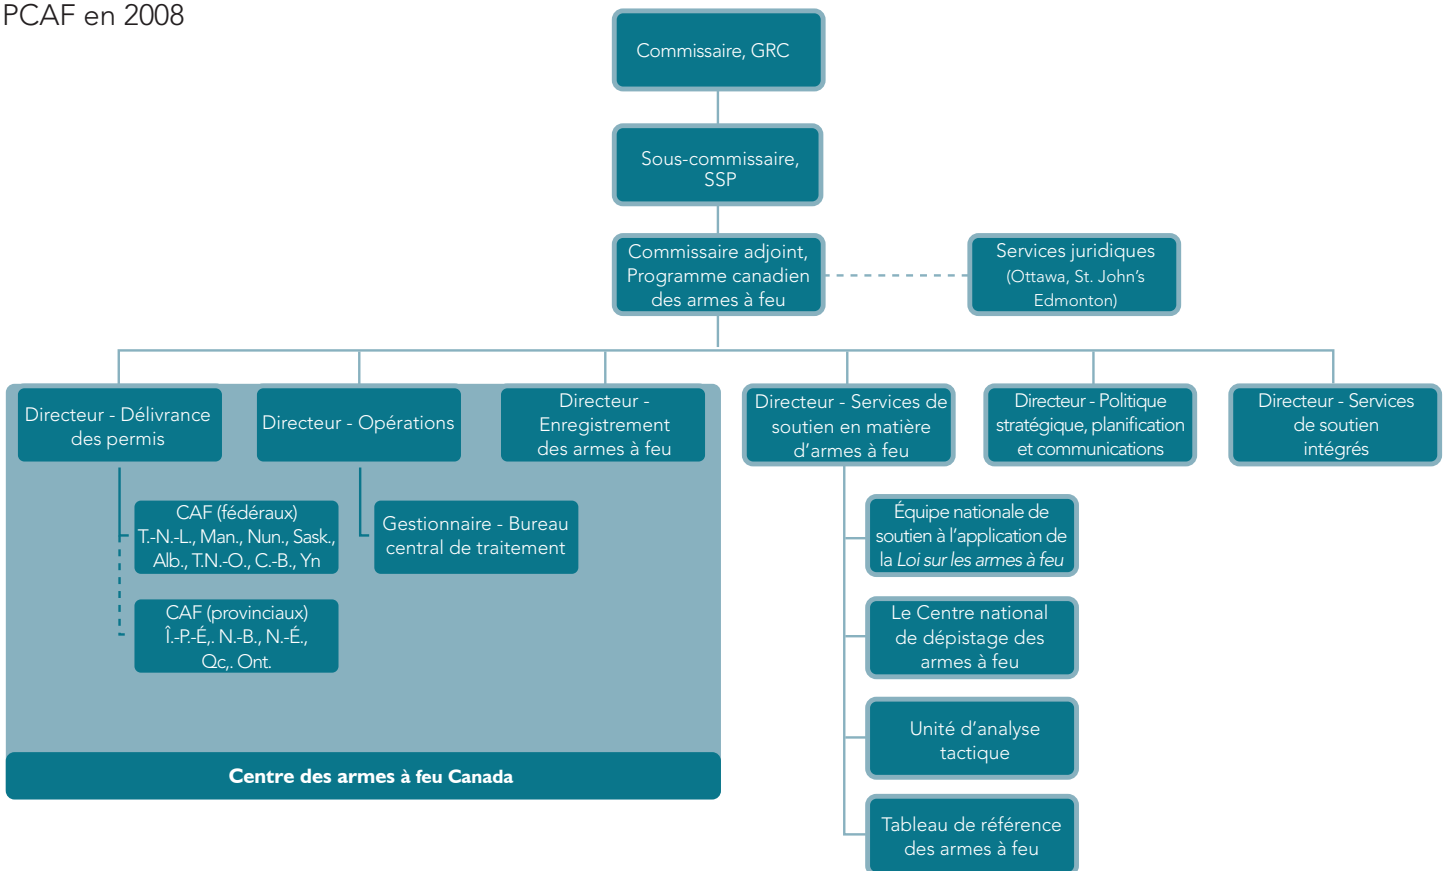 PCAF en 2008
Commissaire, GRC
Sous-commissaire,
SSP
Commissaire adjoint,
Programme canadien
des armes à feu
Services juridiques
(Ottawa, St. John's
Edmonton)
Directeur - Délivrance
des permis
Directeur - Opérations
Directeur -
Enregistrement
des armes à feu
Directeur - Services de
soutien en matière
d'armes à feu
Directeur - Politique
stratégique, planification
et communications
Directeur - Services
de soutien
intégrés
CAF (fédéraux)
T.-N.-L., Man., Nun., Sask.,
Alb., T.N.-O., C.-B., Yn
Gestionnaire - Bureau
central de traitement
CAF (provinciaux)
Î.-P.-É,. N.-B., N.-É.,
Qc,. Ont.
Équipe nationale de
soutien à l'application de
la Loi sur les armes à feu
Le Centre national
de dépistage des
armes à feu
Unité d'analyse
tactique
Tableau de référence
des armes à feu
Centre des armes à feu Canada